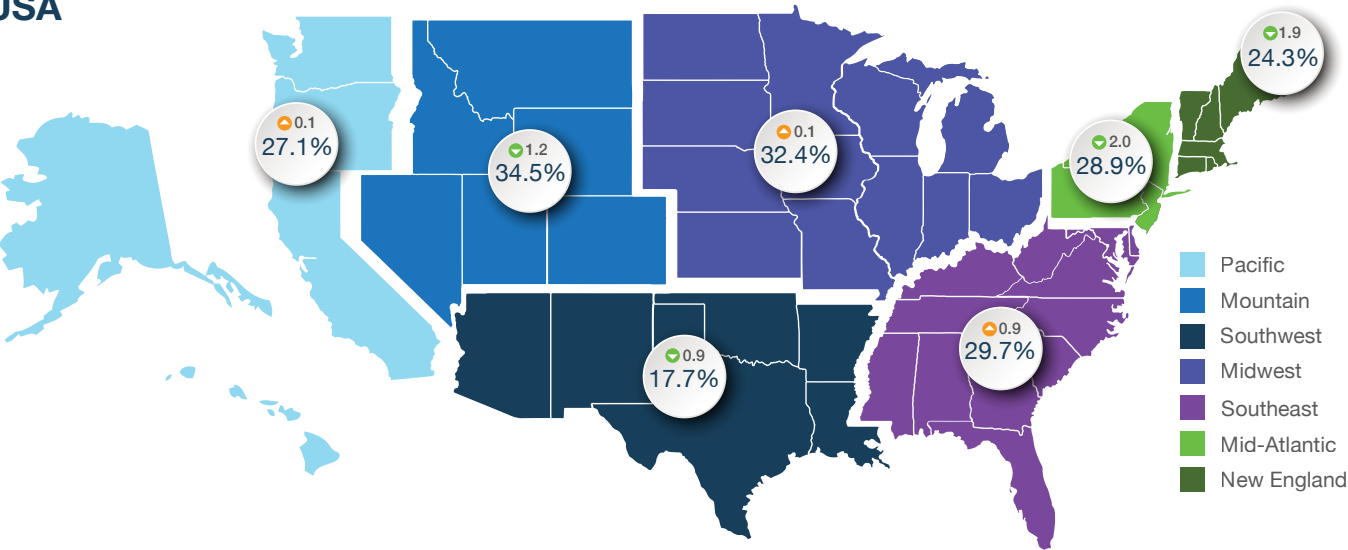 USA
1.9
24.3%
0.1
27.1%
1.2
34.5%
0.1
32.4%
2.0
28.9%
0.9
17.7%
0.9
29.7%
Pacific
Mountain
Southwest
Midwest
Southeast
Mid-Atlantic
New England